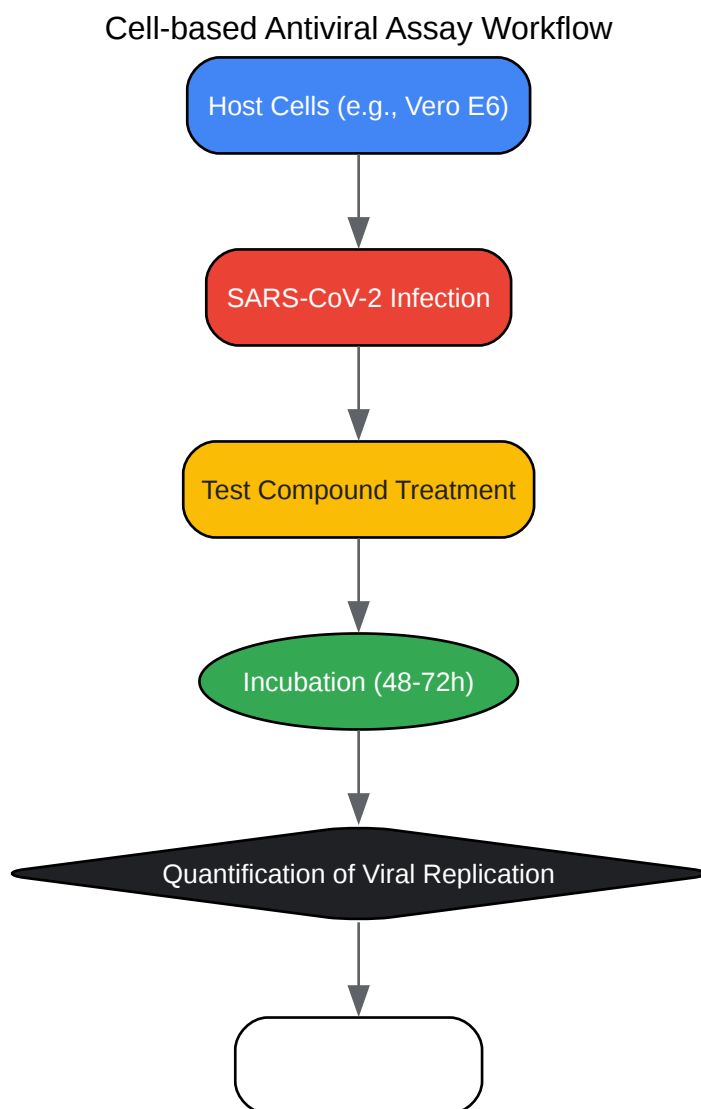 Cell-based Antiviral Assay Workflow
Host Cells (e.g., Vero E6)
SARS-CoV-2 Infection
Test Compound Treatment
Incubation (48-72h)
Quantification of Viral Replication